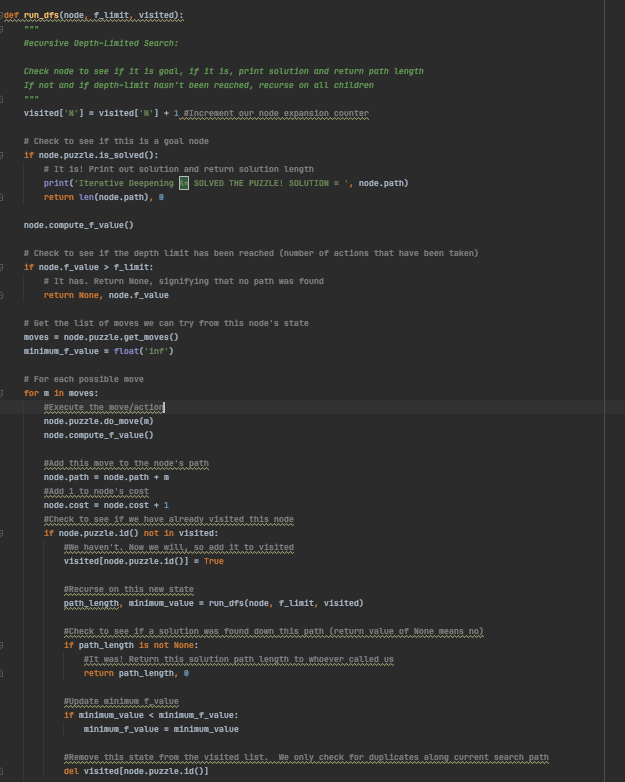 def run_dfs(node, f_limit, visited):
"""
Recursive Depth-Limited Search:
Check node to see if it is goal, if it is, print solution and return path length
If not and if depth-limit hasn't been reached, recurse on all children
"""
visited['N'] = visited['N'] + 1 #Increment our node expansion counter
# Check to see if this is a goal node
if node.puzzle.is_solved():
# It is! Print out solution and return solution length
print('Iterative Deepening SOLVED THE PUZZLE! SOLUTION = ', node.path)
return len(node.path), 0
node.compute_f_value()
# Check to see if the depth limit has been reached (number of actions that have been taken)
if node.f_value > f_limit:
# It has. Return None, signifying that no path was found
return None, node.f_value
# Get the list of moves we can try from this node's state
moves = node.puzzle.get_moves()
minimum_f_value = float('inf')
# For each possible move
for m in moves:
#Execute the move/action
node.puzzle.do_move(m)
node.compute_f_value()
#Add this move to the node's path
node.path = node.path + m
#Add 1 to node's cost
node.cost = node.cost + 1
#Check to see if we have already visited this node
if node.puzzle.id() not in visited:
#We haven't. Now we will, so add it to visited
visited[node.puzzle.id()] = True
#Recurse on this new state
path_length, minimum_value = run_dfs(node, f_limit, visited)
#Check to see if a solution was found down this path (return value of None means no)
if path_length is not None:
#It was! Return this solution path length to whoever called us
return path_length, 0
#Update minimum f_value
if minimum_value < minimum_f_value:
minimum_f_value = minimum_value
#Remove this state from the visited list.  We only check for duplicates along current search path
del visited[node.puzzle.id()]